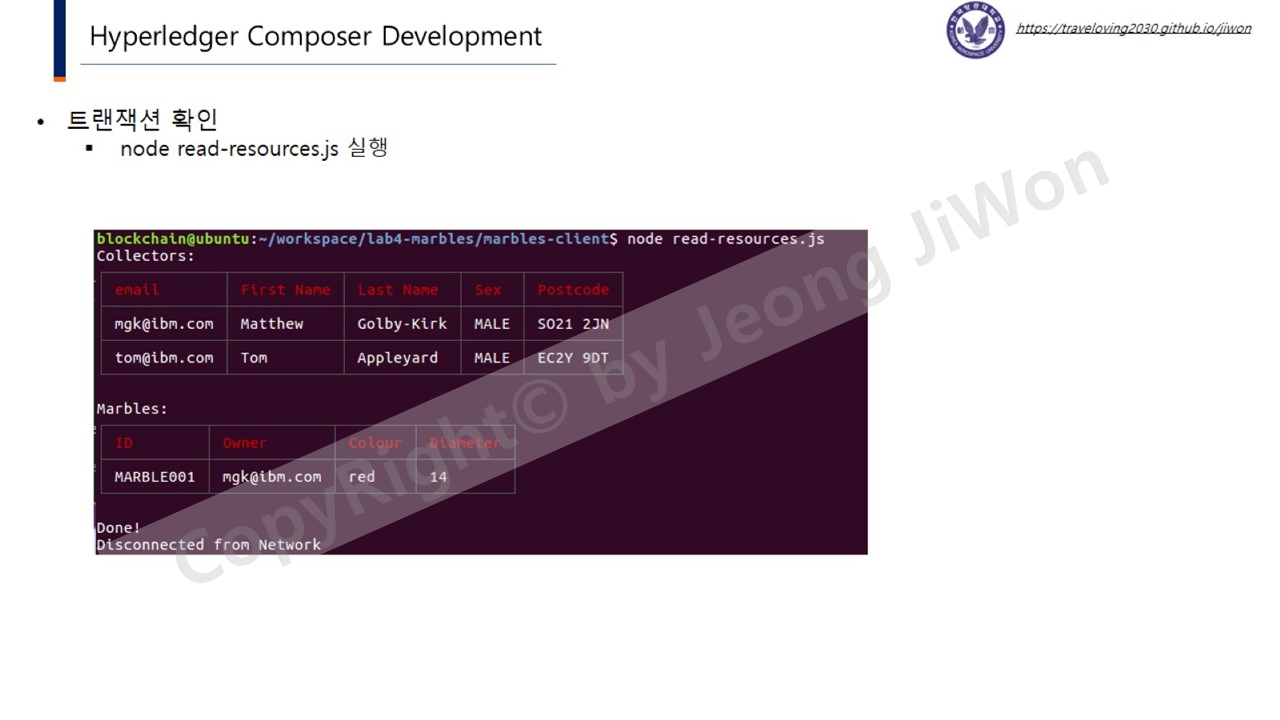 Hyperledger Composer Development
https://traveloving2030.github.io/jiwon
• 트랜잭션 확인
▪ node read-resources.js 실행
blockchain@ubuntu:~/workspace/lab4-marbles/marbles-client$ node read-resources.js
Collectors:
email First Name Last Name Sex Postcode
mgk@ibm.com Matthew Golby-Kirk MALE SO21 2JN
tom@ibm.com Tom Appleyard MALE EC2Y 9DT
Marbles:
ID Owner Colour Diameter
MARBLE001 mgk@ibm.com red 14
Done!
Disconnected from Network
CopyRight© by Jeong JiWon